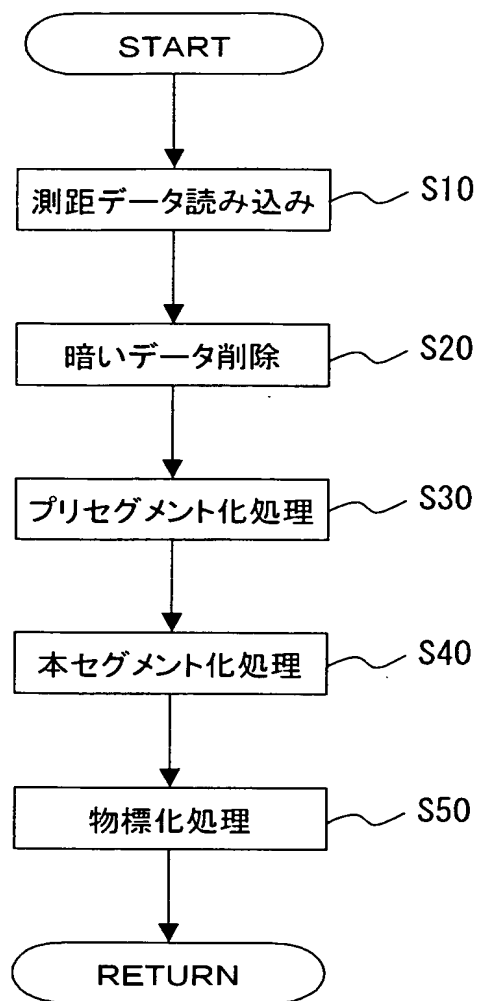 START
測距データ読み込み S10
暗いデータ削除 S20
プリセグメント化処理 S30
本セグメント化処理 S40
物標化処理 S50
RETURN